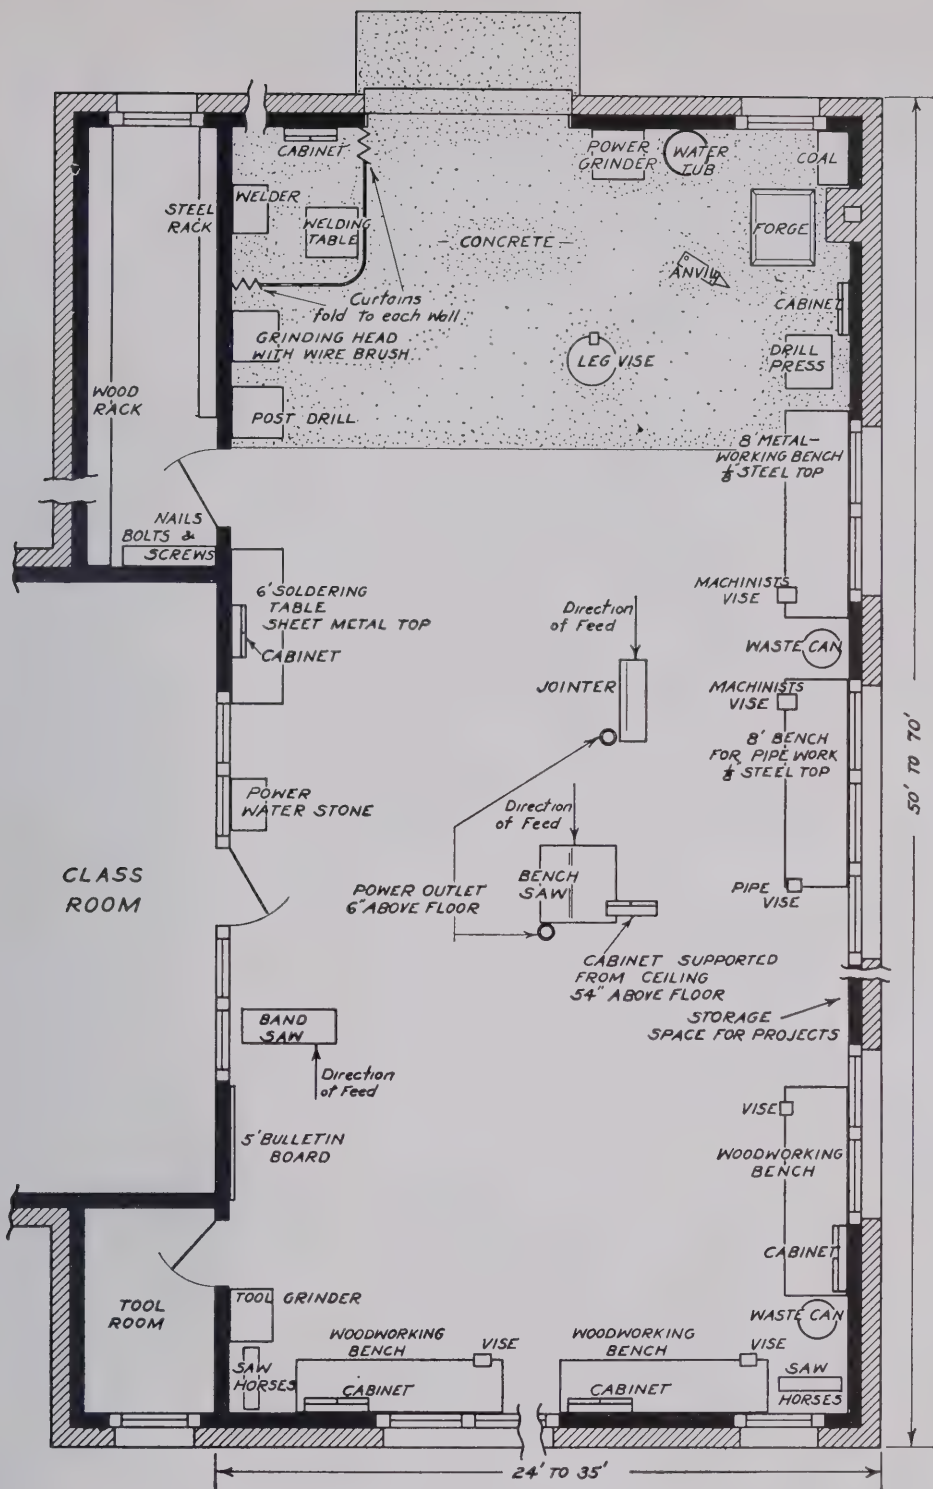 CABINET
POWER
GRINDER
WATER
TUB
COAL
STEEL
RACK
WELDER
WELDING
TABLE
- CONCRETE -
FORGE
ANVIL
Curtains
fold to each Wall
CABINET
GRINDING HEAD
WITH WIRE BRUSH
LEG VISE
DRILL
PRESS
WOOD
RACK
POST DRILL
8' METAL-
WORKING BENCH
1/8" STEEL TOP
NAILS
BOLTS &
SCREWS
6' SOLDERING
TABLE
SHEET METAL TOP
CABINET
Direction
of Feed
MACHINISTS
VISE
WASTE CAN
JOINTER
MACHINISTS
VISE
8' BENCH
FOR PIPE WORK
1/8" STEEL TOP
POWER
WATER STONE
Direction
of Feed
50' TO 70'
CLASS
ROOM
BENCH
SAW
POWER OUTLET
6" ABOVE FLOOR
PIPE
VISE
CABINET SUPPORTED
FROM CEILING
54" ABOVE FLOOR
STORAGE
SPACE FOR PROJECTS
BAND
SAW
Direction
of Feed
VISE
5' BULLETIN
BOARD
WOODWORKING
BENCH
CABINET
TOOL
ROOM
TOOL GRINDER
WASTE CAN
WOODWORKING
BENCH
VISE
WOODWORKING
BENCH
VISE
SAW
HORSES
CABINET
CABINET
SAW
HORSES
24' TO 35'